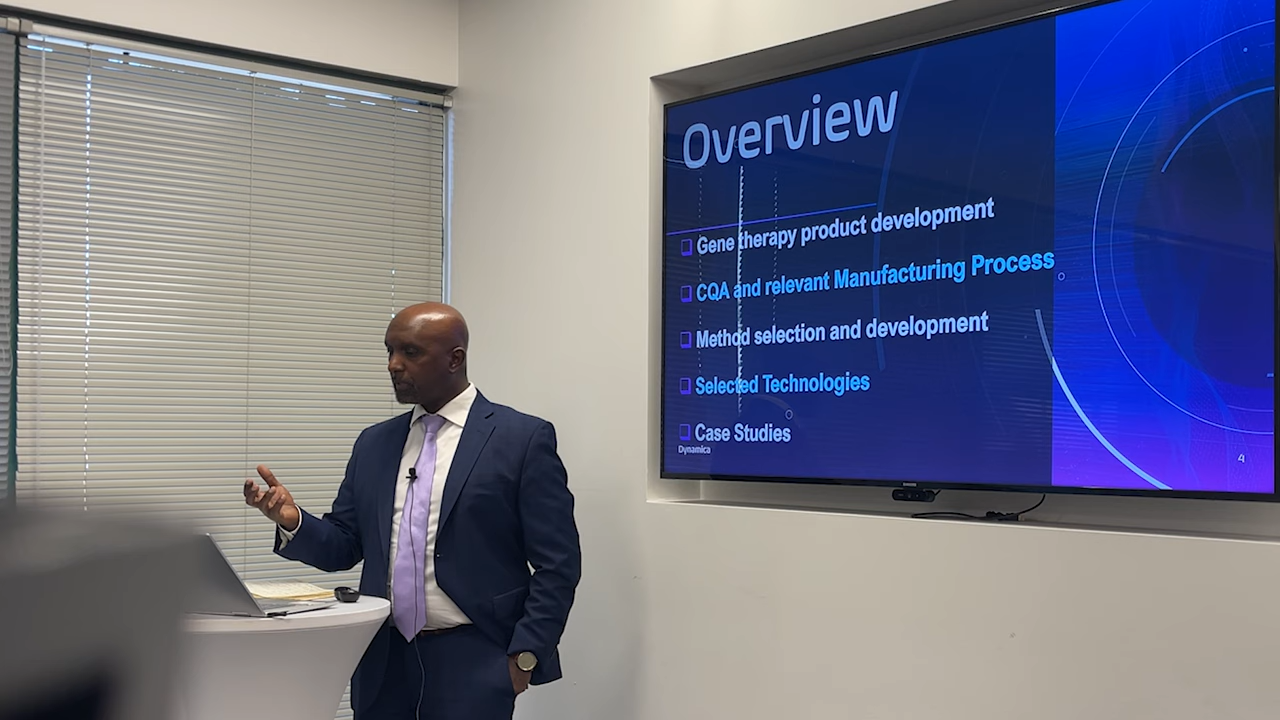 Overview
Gene therapy product development
CQA and relevant Manufacturing Process
Method selection and development
Selected Technologies
Case Studies
Dynamica
4
SAMSUNG